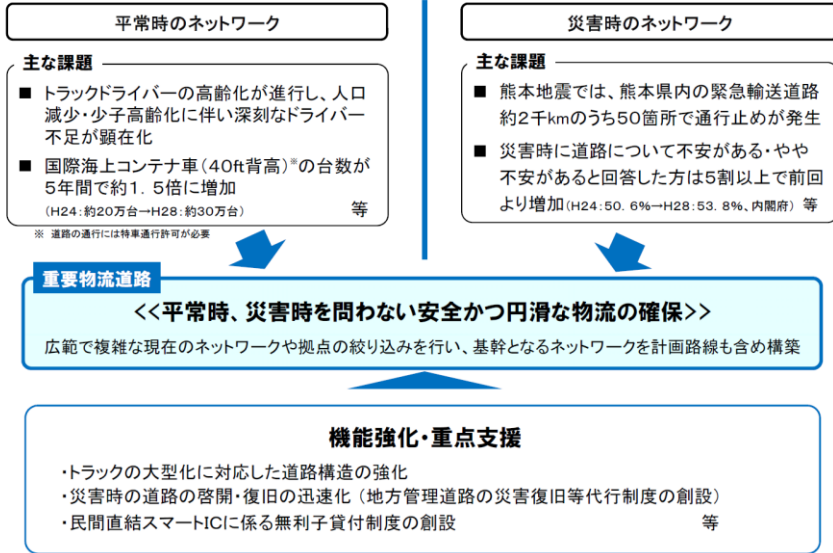 平常時のネットワーク
主な課題
■ トラックドライバーの高齢化が進行し、人口
減少・少子高齢化に伴い深刻なドライバー
不足が顕在化
■ 国際海上コンテナ車(40ft背高)※の台数が
5年間で約1.5倍に増加
(H24:約20万台→H28:約30万台) 等
※ 道路の通行には特車通行許可が必要
災害時のネットワーク
主な課題
■ 熊本地震では、熊本県内の緊急輸送道路
約2千kmのうち50箇所で通行止めが発生
■ 災害時に道路について不安がある・やや
不安があると回答した方は5割以上で前回
より増加(H24:50.6%→H28:53.8%、内閣府) 等
重要物流道路
<<平常時、災害時を問わない安全かつ円滑な物流の確保>>
広範で複雑な現在のネットワークや拠点の絞り込みを行い、基幹となるネットワークを計画路線も含め構築
機能強化・重点支援
・トラックの大型化に対応した道路構造の強化
・災害時の道路の啓開・復旧の迅速化(地方管理道路の災害復旧等代行制度の創設)
・民間直結スマートICに係る無利子貸付制度の創設 等